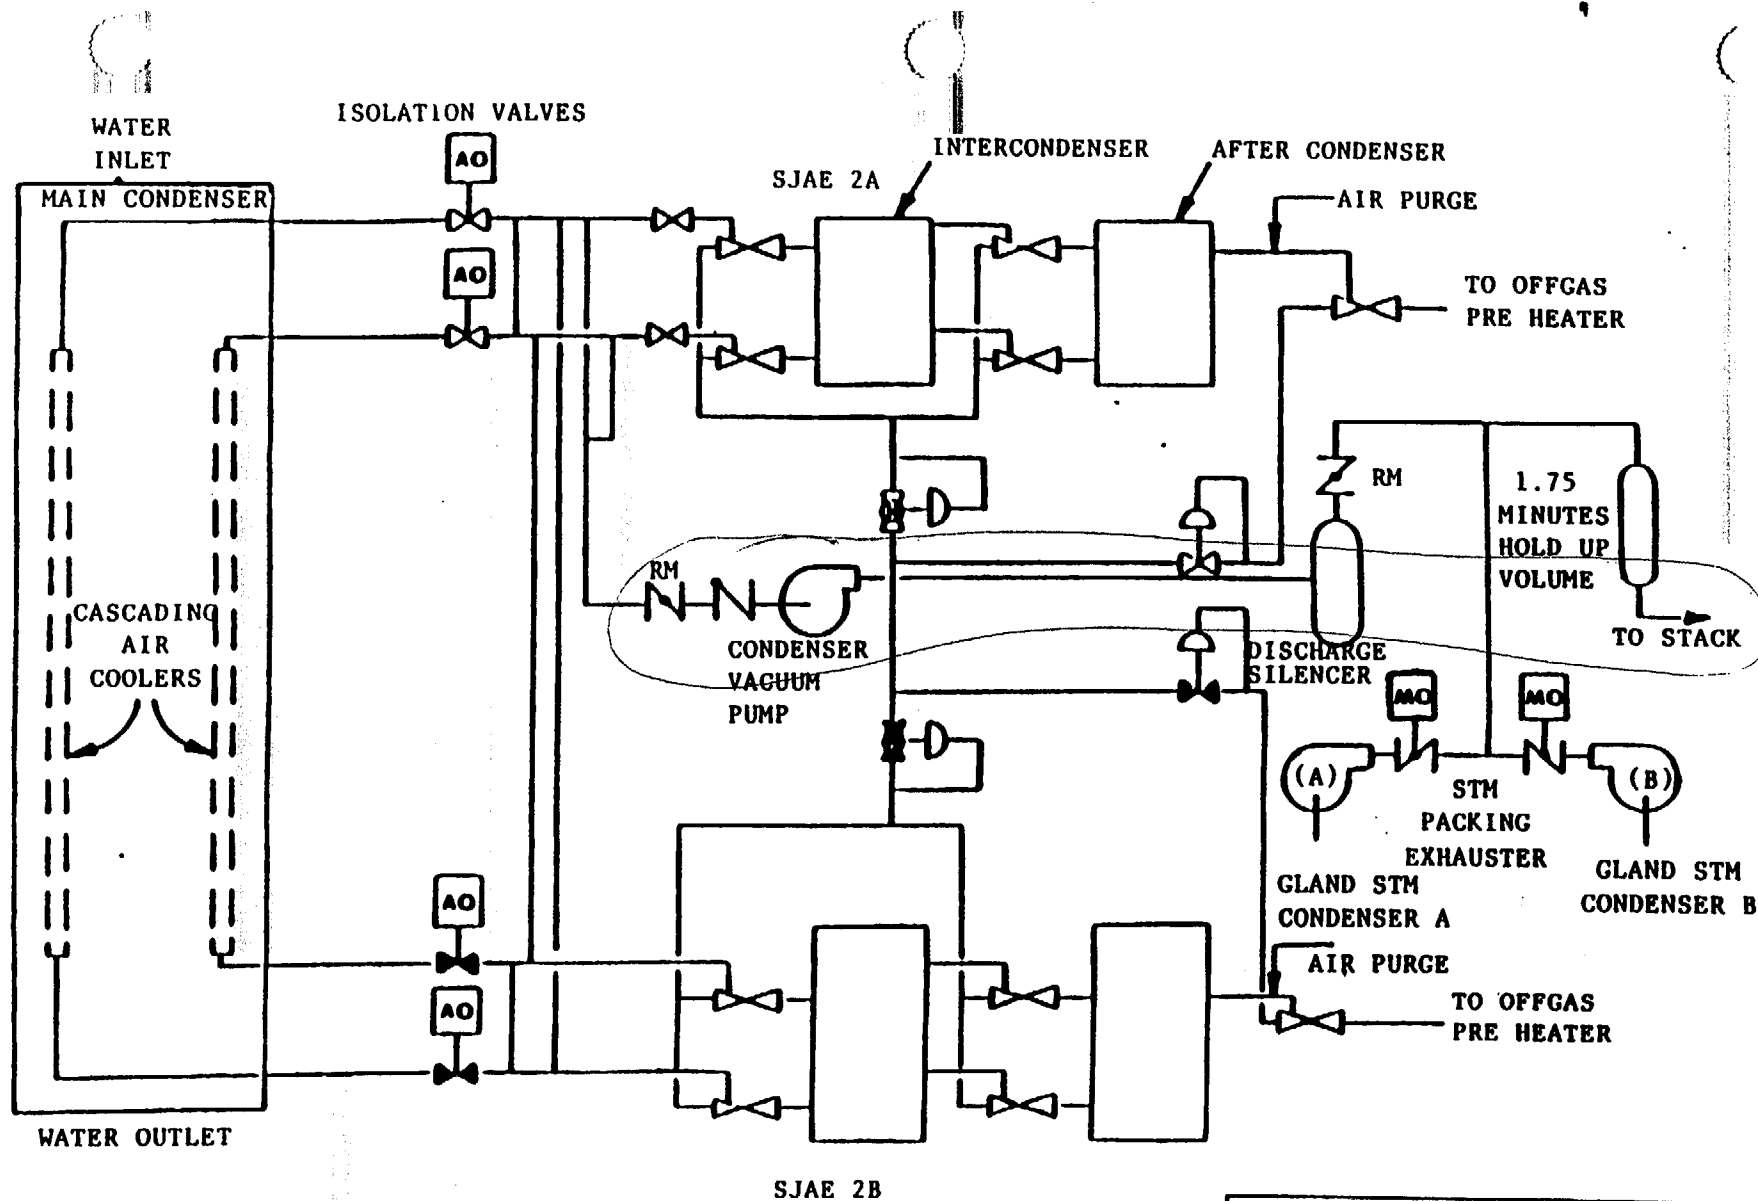 ISOLATION VALVES
WATER
INLET
MAIN CONDENSER
AO
AO
SJAE 2A
INTERCONDENSER
AFTER CONDENSER
AIR PURGE
TO OFFGAS
PRE HEATER
RM
1.75
MINUTES
HOLD UP
VOLUME
TO STACK
RM
CONDENSER
VACUUM
PUMP
DISCHARGE
SILENCER
CASCADING
AIR
COOLERS
MO
MO
(A)
(B)
STM
PACKING
EXHAUSTER
GLAND STM
CONDENSER A
GLAND STM
CONDENSER B
AO
AO
AIR PURGE
TO OFFGAS
PRE HEATER
WATER OUTLET
SJAE 2B